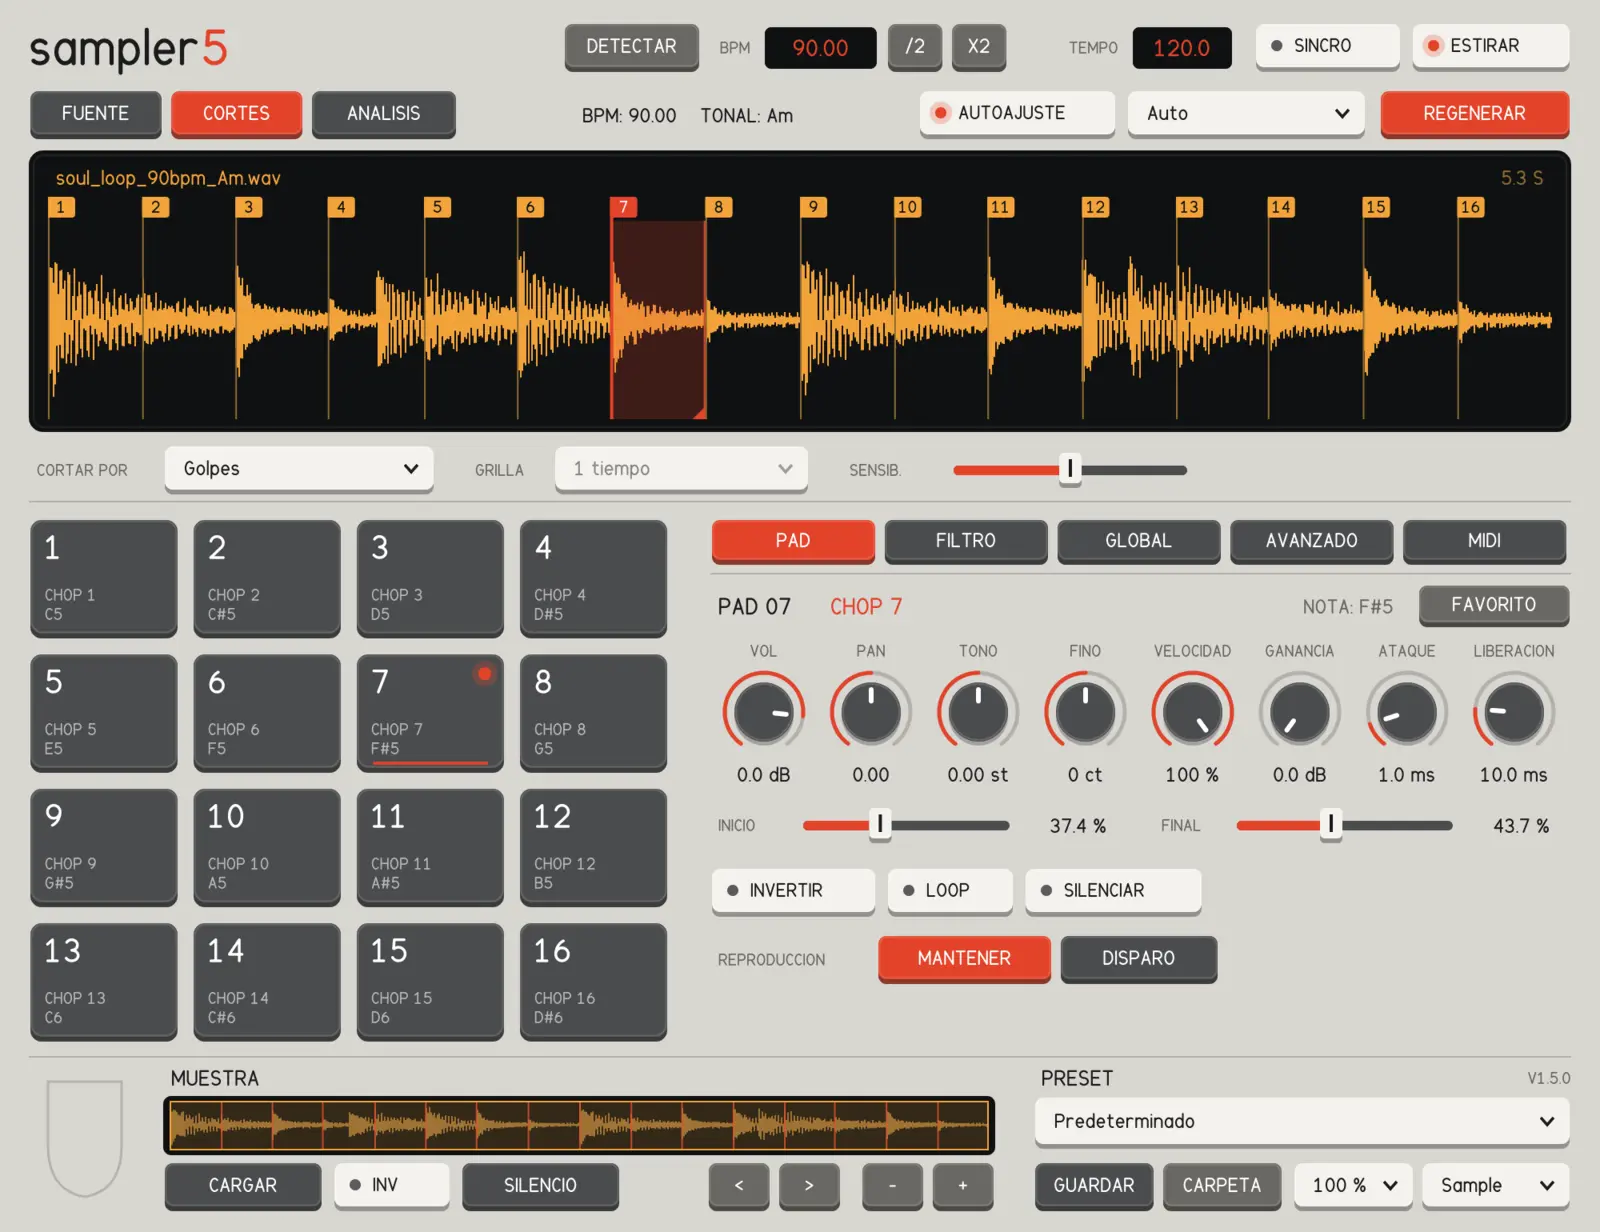 sampler5
DETECTAR BPM 90.00 /2 X2 TEMPO 120.0 SINCRO ESTIRAR
FUENTE CORTES ANALISIS BPM: 90.00 TONAL: Am AUTOAJUSTE Auto REGENERAR
soul_loop_90bpm_Am.wav 5.3 S
1 2 3 4 5 6 7 8 9 10 11 12 13 14 15 16
CORTAR POR Golpes GRILLA 1 tiempo SENSIB.
1 2 3 4
CHOP 1 CHOP 2 CHOP 3 CHOP 4
C5 C#5 D5 D#5
5 6 7 8
CHOP 5 CHOP 6 CHOP 7 CHOP 8
E5 F5 F#5 G5
9 10 11 12
CHOP 9 CHOP 10 CHOP 11 CHOP 12
G#5 A5 A#5 B5
13 14 15 16
CHOP 13 CHOP 14 CHOP 15 CHOP 16
C6 C#6 D6 D#6
PAD FILTRO GLOBAL AVANZADO MIDI
PAD 07 CHOP 7 NOTA: F#5 FAVORITO
VOL PAN TONO FINO VELOCIDAD GANANCIA ATAQUE LIBERACION
0.0 dB 0.00 0.00 st 0 ct 100 % 0.0 dB 1.0 ms 10.0 ms
INICIO 37.4 % FINAL 43.7 %
INVERTIR LOOP SILENCIAR
REPRODUCCION MANTENER DISPARO
MUESTRA
CARGAR INV SILENCIO < > - +
PRESET V1.5.0
Predeterminado
GUARDAR CARPETA 100 % Sample